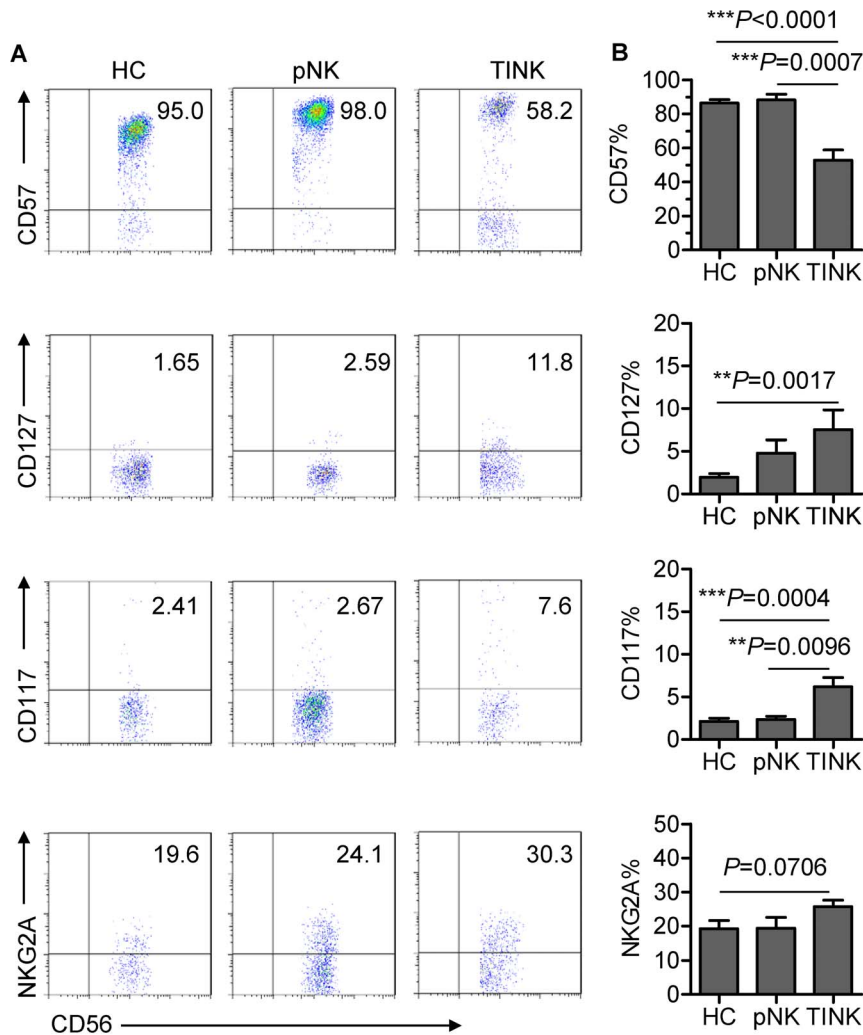 A
HC pNK TINK
CD57
95.0 98.0 58.2
CD127
1.65 2.59 11.8
CD117
2.41 2.67 7.6
NKG2A
19.6 24.1 30.3
CD56
B
***P<0.0001
***P=0.0007
CD57%
100
80
60
40
20
0
HC pNK TINK
CD127%
20
15
10
5
0
**P=0.0017
HC pNK TINK
CD117%
20
15
10
5
0
***P=0.0004
**P=0.0096
HC pNK TINK
NKG2A%
50
40
30
20
10
0
P=0.0706
HC pNK TINK